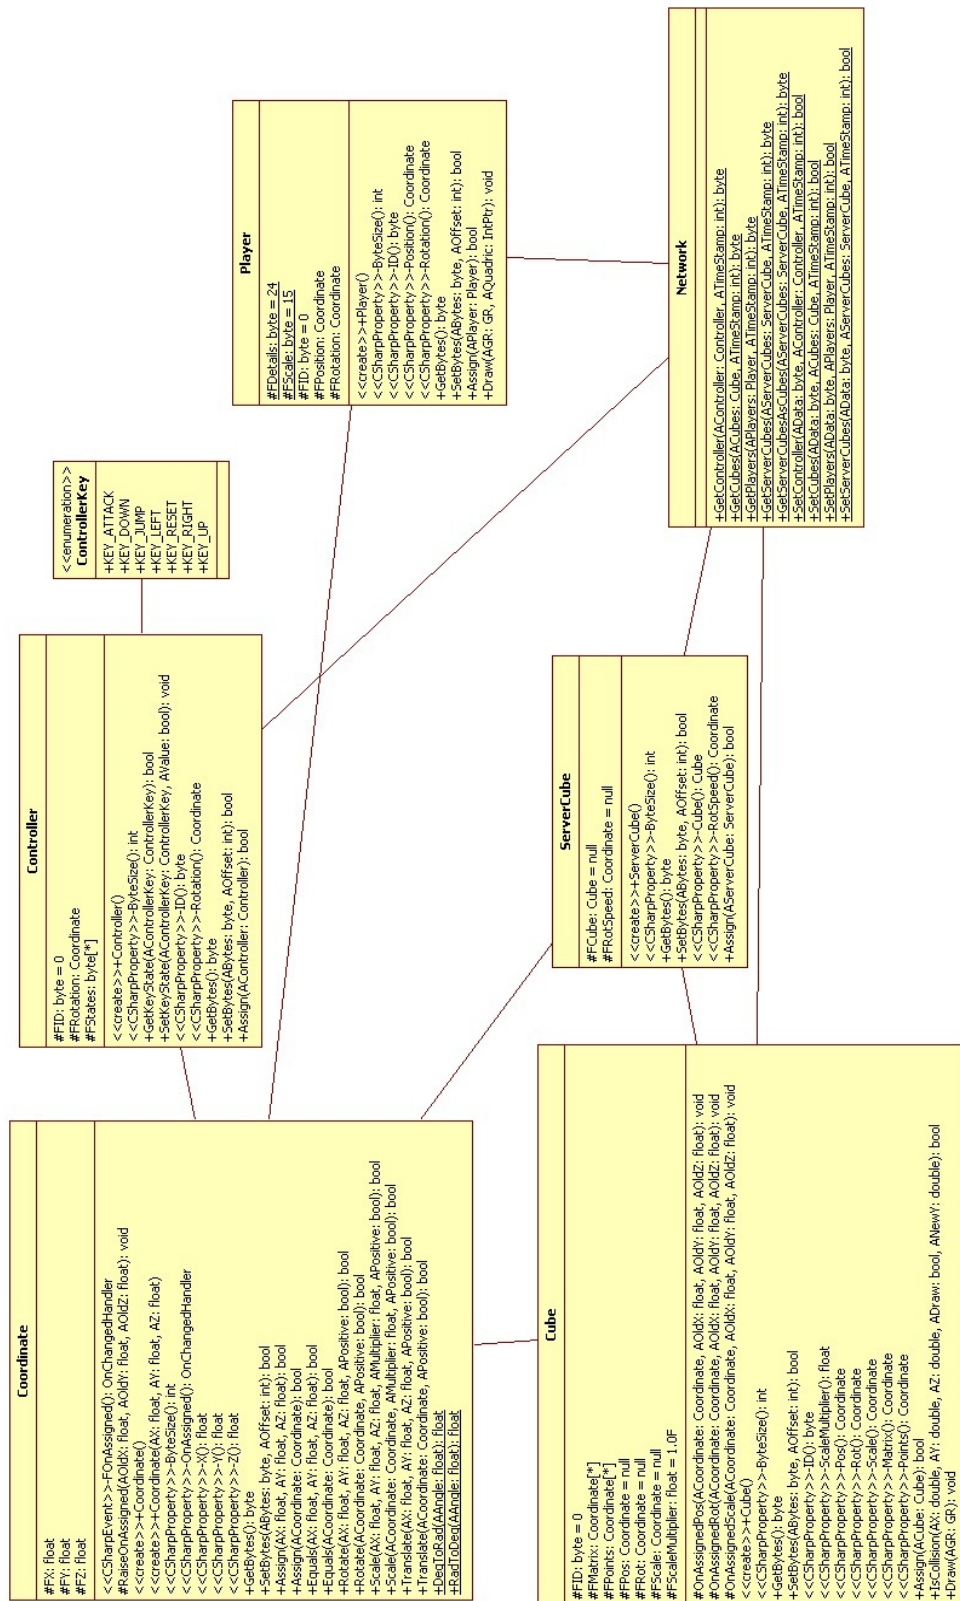 Coordinate
#FX: float
#FY: float
#FZ: float
<<CSharpEvent>>-FOnAssigned(): OnChangedHandler
#RaiseOnAssigned(AOldX: float, AOldY: float, AOldZ: float): void
<<create>>+Coordinate()
<<create>>+Coordinate(AX: float, AY: float, AZ: float)
<<CSharpProperty>>-ByteSize(): int
<<CSharpProperty>>-OnAssigned(): OnChangedHandler
<<CSharpProperty>>-X(): float
<<CSharpProperty>>-Y(): float
<<CSharpProperty>>-Z(): float
+GetBytes(): byte
+SetBytes(ABytes: byte, AOffset: int): bool
+Assign(AX: float, AY: float, AZ: float): bool
+Assign(ACoordinate: Coordinate): bool
+Equals(AX: float, AY: float, AZ: float): bool
+Equals(ACoordinate: Coordinate): bool
+Rotate(AX: float, AY: float, AZ: float, APositive: bool): bool
+Rotate(ACoordinate: Coordinate, APositive: bool): bool
+Scale(AX: float, AY: float, AZ: float, AMultiplier: float, APositive: bool): bool
+Scale(ACoordinate: Coordinate, AMultiplier: float, APositive: bool): bool
+Translate(AX: float, AY: float, AZ: float, APositive: bool): bool
+Translate(ACoordinate: Coordinate, APositive: bool): bool
+DegToRad(AAngle: float): float
+RadToDeg(AAngle: float): float
Controller
#FID: byte = 0
#FRotation: Coordinate
#FStates: byte[*]
<<create>>+Controller()
<<CSharpProperty>>-ByteSize(): int
+GetKeyState(AControllerKey: ControllerKey): bool
+SetKeyState(AControllerKey: ControllerKey, AValue: bool): void
<<CSharpProperty>>-ID(): byte
<<CSharpProperty>>-Rotation(): Coordinate
+GetBytes(): byte
+SetBytes(ABytes: byte, AOffset: int): bool
+Assign(AController: Controller): bool
<<enumeration>>
ControllerKey
+KEY_ATTACK
+KEY_DOWN
+KEY_JUMP
+KEY_LEFT
+KEY_RESET
+KEY_RIGHT
+KEY_UP
Player
#FDetails: byte = 24
#FScale: byte = 15
#FID: byte = 0
#FPosition: Coordinate
#FRotation: Coordinate
<<create>>+Player()
<<CSharpProperty>>-ByteSize(): int
<<CSharpProperty>>-ID(): byte
<<CSharpProperty>>-Position(): Coordinate
<<CSharpProperty>>-Rotation(): Coordinate
+GetBytes(): byte
+SetBytes(ABytes: byte, AOffset: int): bool
+Assign(APlayer: Player): bool
+Draw(AGR: GR, AQuadric: IntPtr): void
Cube
#FID: byte = 0
#FMatrix: Coordinate[*]
#FPoints: Coordinate[*]
#FPos: Coordinate = null
#FRot: Coordinate = null
#FScale: Coordinate = null
#FScaleMultiplier: float = 1.0F
#OnAssignedPos(ACoordinate: Coordinate, AOldX: float, AOldY: float, AOldZ: float): void
#OnAssignedRot(ACoordinate: Coordinate, AOldX: float, AOldY: float, AOldZ: float): void
#OnAssignedScale(ACoordinate: Coordinate, AOldX: float, AOldY: float, AOldZ: float): void
<<create>>+Cube()
<<CSharpProperty>>-ByteSize(): int
+GetBytes(): byte
+SetBytes(ABytes: byte, AOffset: int): bool
<<CSharpProperty>>-ID(): byte
<<CSharpProperty>>-ScaleMultiplier(): float
<<CSharpProperty>>-Pos(): Coordinate
<<CSharpProperty>>-Rot(): Coordinate
<<CSharpProperty>>-Scale(): Coordinate
<<CSharpProperty>>-Matrix(): Coordinate
<<CSharpProperty>>-Points(): Coordinate
+Assign(ACube: Cube): bool
+IsCollision(AX: double, AY: double, AZ: double, ADraw: bool, ANewY: double): bool
+Draw(AGR: GR): void
ServerCube
#FCube: Cube = null
#FRotSpeed: Coordinate = null
<<create>>+ServerCube()
<<CSharpProperty>>-ByteSize(): int
+GetBytes(): byte
+SetBytes(ABytes: byte, AOffset: int): bool
<<CSharpProperty>>-Cube(): Cube
<<CSharpProperty>>-RotSpeed(): Coordinate
+Assign(AServerCube: ServerCube): bool
Network
+GetController(AController: Controller, ATimeStamp: int): byte
+GetCubes(ACubes: Cube, ATimeStamp: int): byte
+GetPlayers(APlayers: Player, ATimeStamp: int): byte
+GetServerCubes(AServerCubes: ServerCube, ATimeStamp: int): byte
+GetServerCubesAsCubes(AServerCubes: ServerCube, ATimeStamp: int): byte
+SetController(AData: byte, AController: Controller, ATimeStamp: int): bool
+SetCubes(AData: byte, ACubes: Cube, ATimeStamp: int): bool
+SetPlayers(AData: byte, APlayers: Player, ATimeStamp: int): bool
+SetServerCubes(AData: byte, AServerCubes: ServerCube, ATimeStamp: int): bool